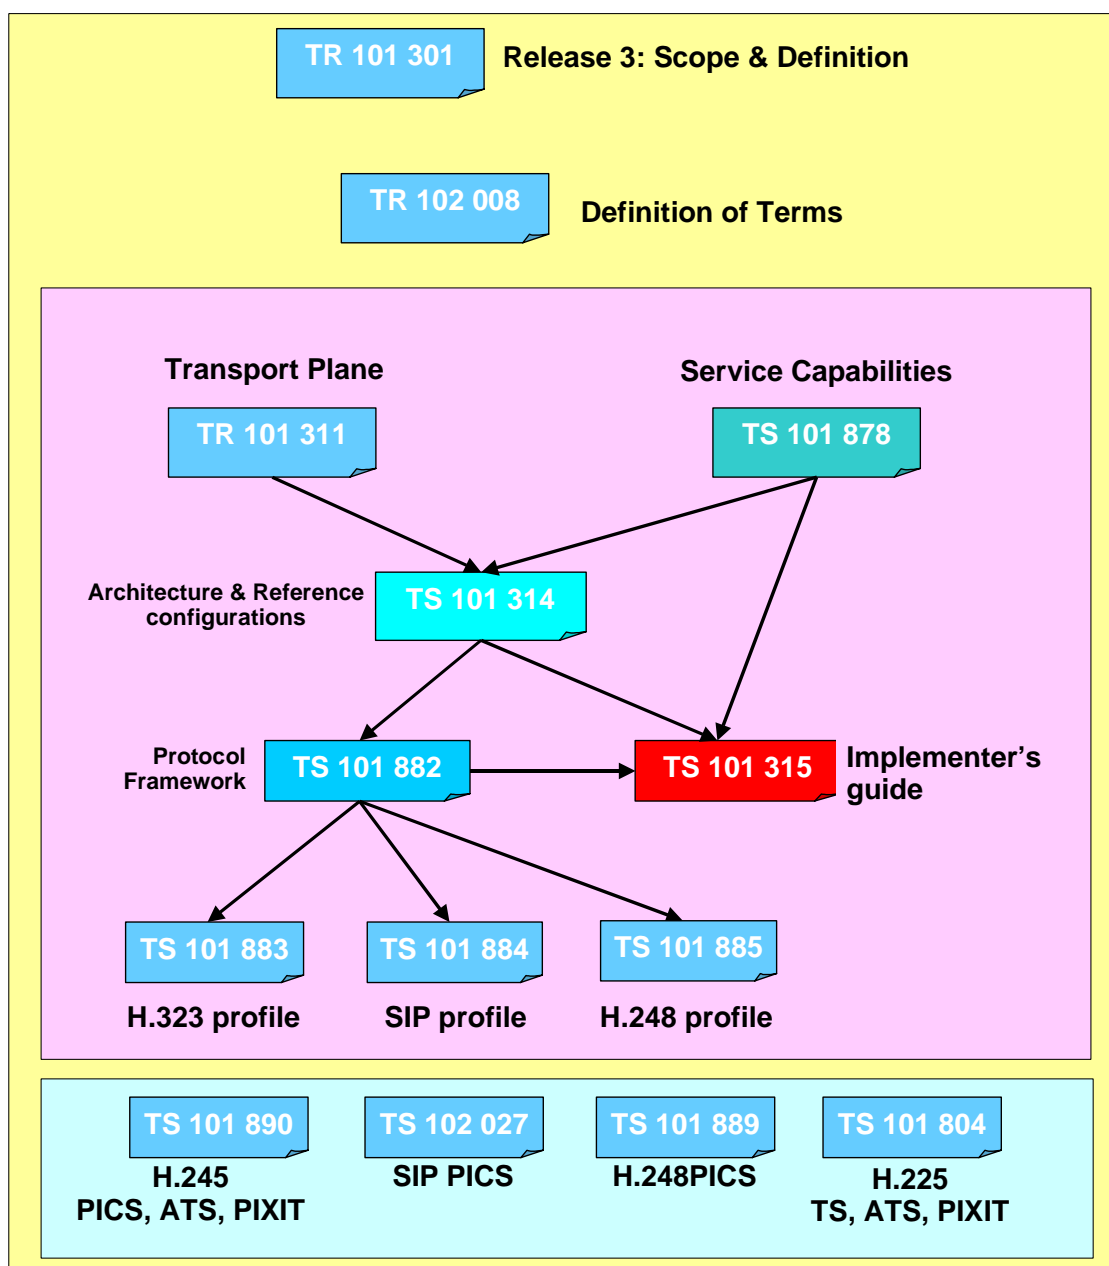 TR 101 301
Release 3: Scope & Definition
TR 102 008
Definition of Terms
Transport Plane
Service Capabilities
TR 101 311
TS 101 878
Architecture & Reference
configurations
TS 101 314
Protocol
Framework
TS 101 882
TS 101 315
Implementer's
guide
TS 101 883
TS 101 884
TS 101 885
H.323 profile
SIP profile
H.248 profile
TS 101 890
TS 102 027
TS 101 889
TS 101 804
H.245
PICS, ATS, PIXIT
SIP PICS
H.248PICS
H.225
TS, ATS, PIXIT